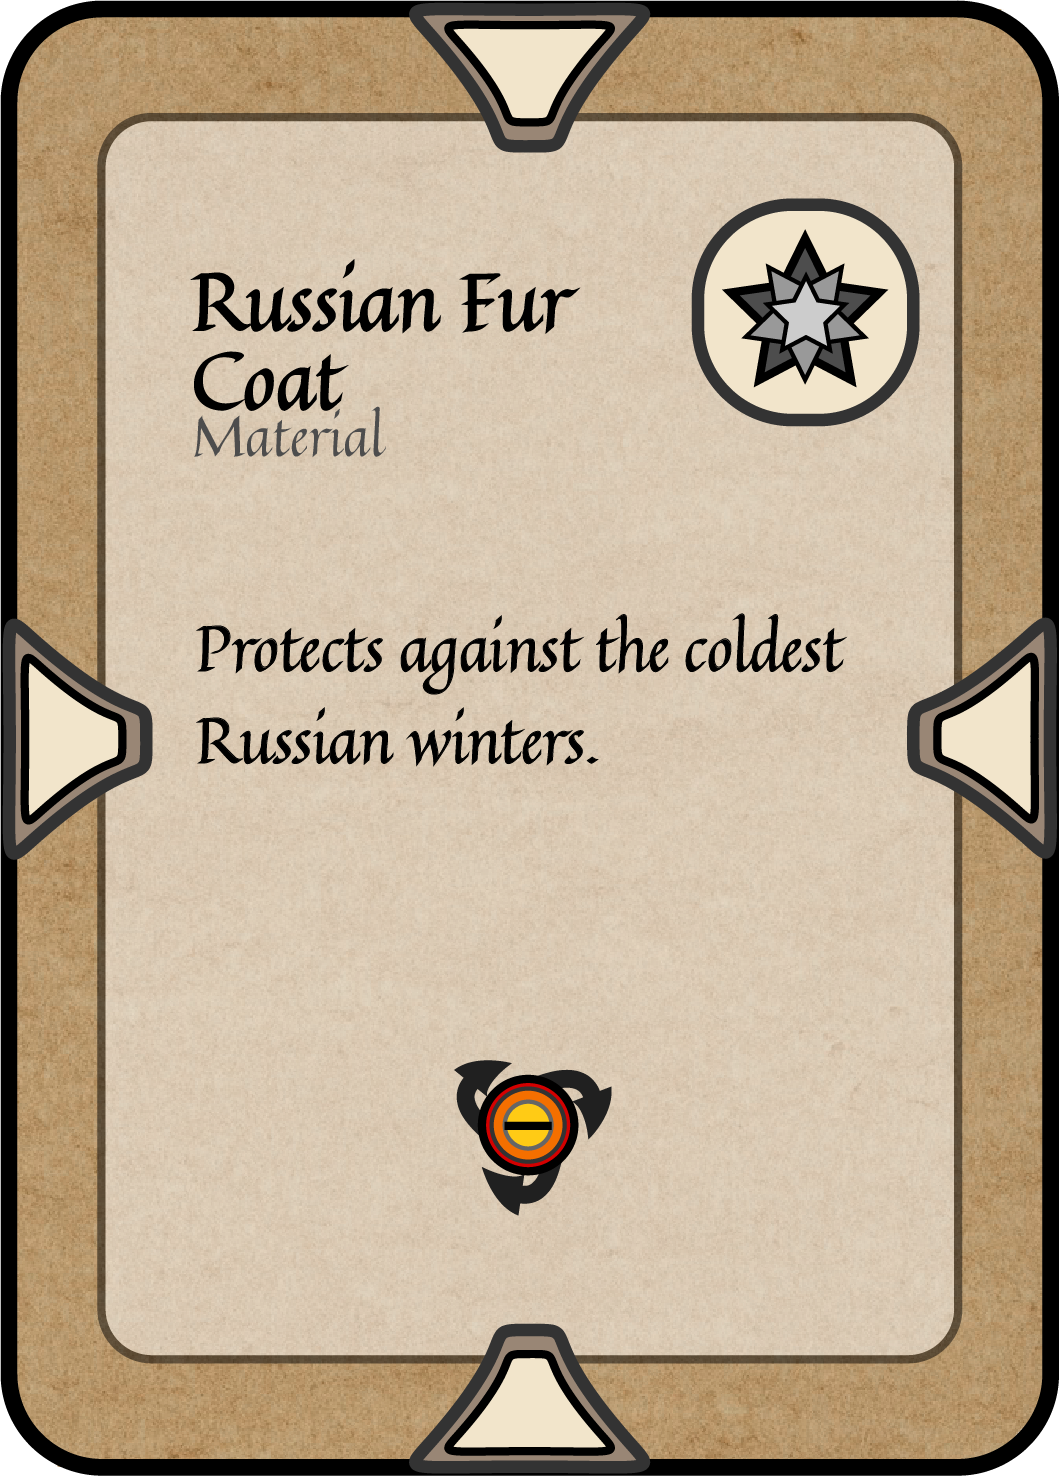 Russian Fur
Coat
Material
Protects against the coldest
Russian winters.